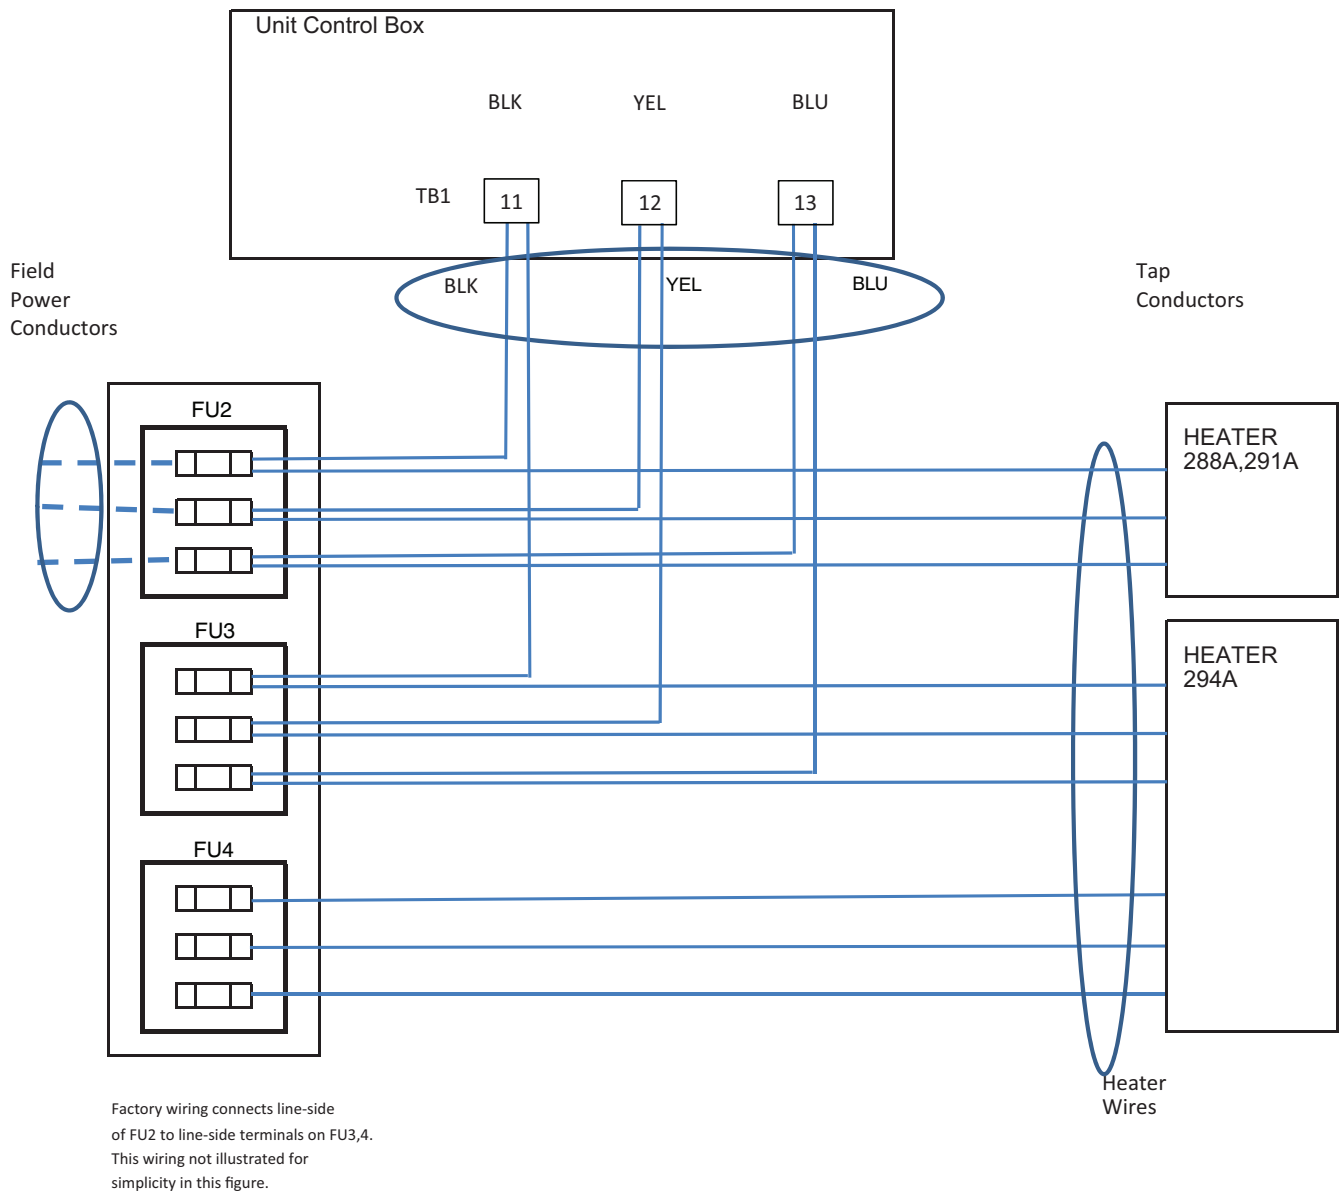 Unit Control Box
BLK YEL BLU
TB1 11 12 13
Field
Power
Conductors
BLK YEL BLU
Tap
Conductors
FU2
HEATER
288A,291A
FU3
HEATER
294A
FU4
Heater
Wires
Factory wiring connects line-side
of FU2 to line-side terminals on FU3,4.
This wiring not illustrated for
simplicity in this figure.